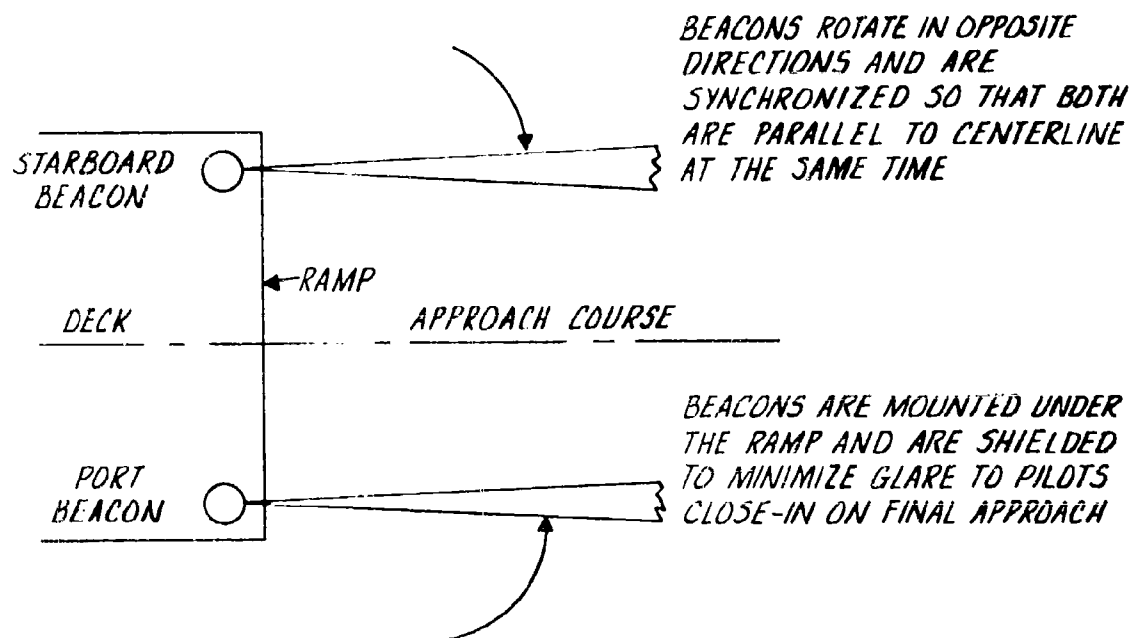 BEACONS ROTATE IN OPPOSITE
DIRECTIONS AND ARE
SYNCHRONIZED SO THAT BOTH
ARE PARALLEL TO CENTERLINE
AT THE SAME TIME
STARBOARD
BEACON
RAMP
DECK
APPROACH COURSE
BEACONS ARE MOUNTED UNDER
THE RAMP AND ARE SHIELDED
TO MINIMIZE GLARE TO PILOTS
CLOSE-IN ON FINAL APPROACH
PORT
BEACON